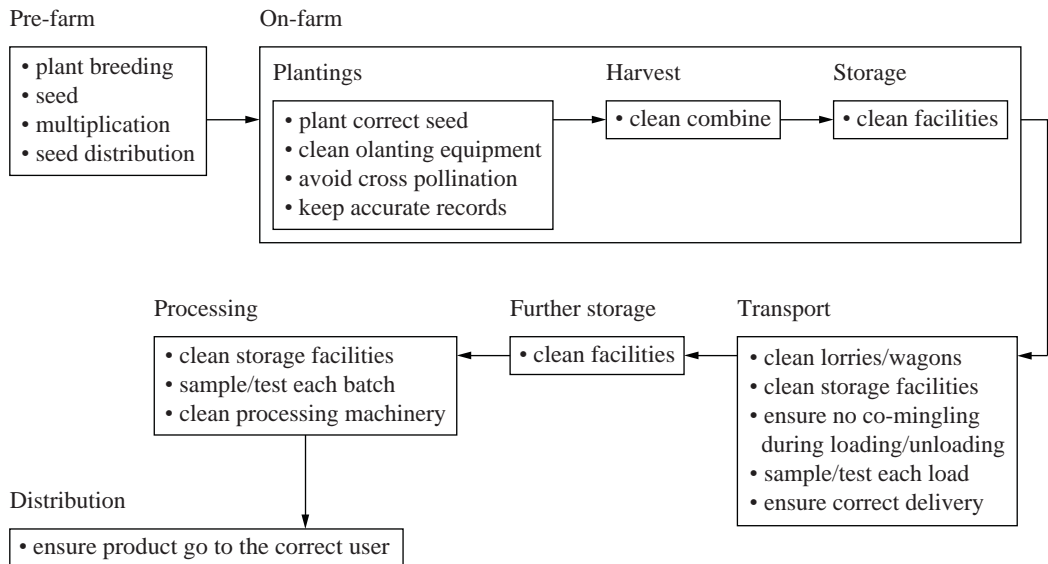 Pre-farm
• plant breeding
• seed
• multiplication
• seed distribution
On-farm
Plantings
• plant correct seed
• clean olanting equipment
• avoid cross pollination
• keep accurate records
Harvest
• clean combine
Storage
• clean facilities
Transport
• clean lorries/wagons
• clean storage facilities
• ensure no co-mingling
during loading/unloading
• sample/test each load
• ensure correct delivery
Further storage
• clean facilities
Processing
• clean storage facilities
• sample/test each batch
• clean processing machinery
Distribution
• ensure product go to the correct user